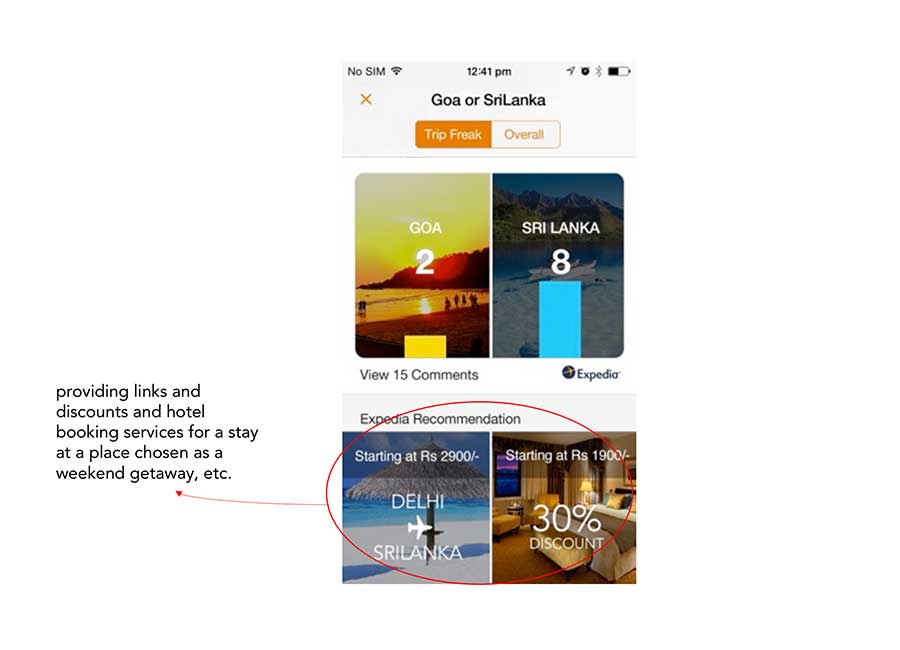 No SIM
12:41 pm
Goa or SriLanka
Trip Freak
Overall
GOA
SRI LANKA
2
8
View 15 Comments
Expedia
providing links and
discounts and hotel
booking services for a stay
at a place chosen as a
weekend getaway, etc.
Expedia Recommendation
Starting at Rs 2900/-
Starting at Rs 1900/-
DELHI
SRILANKA
30%
DISCOUNT